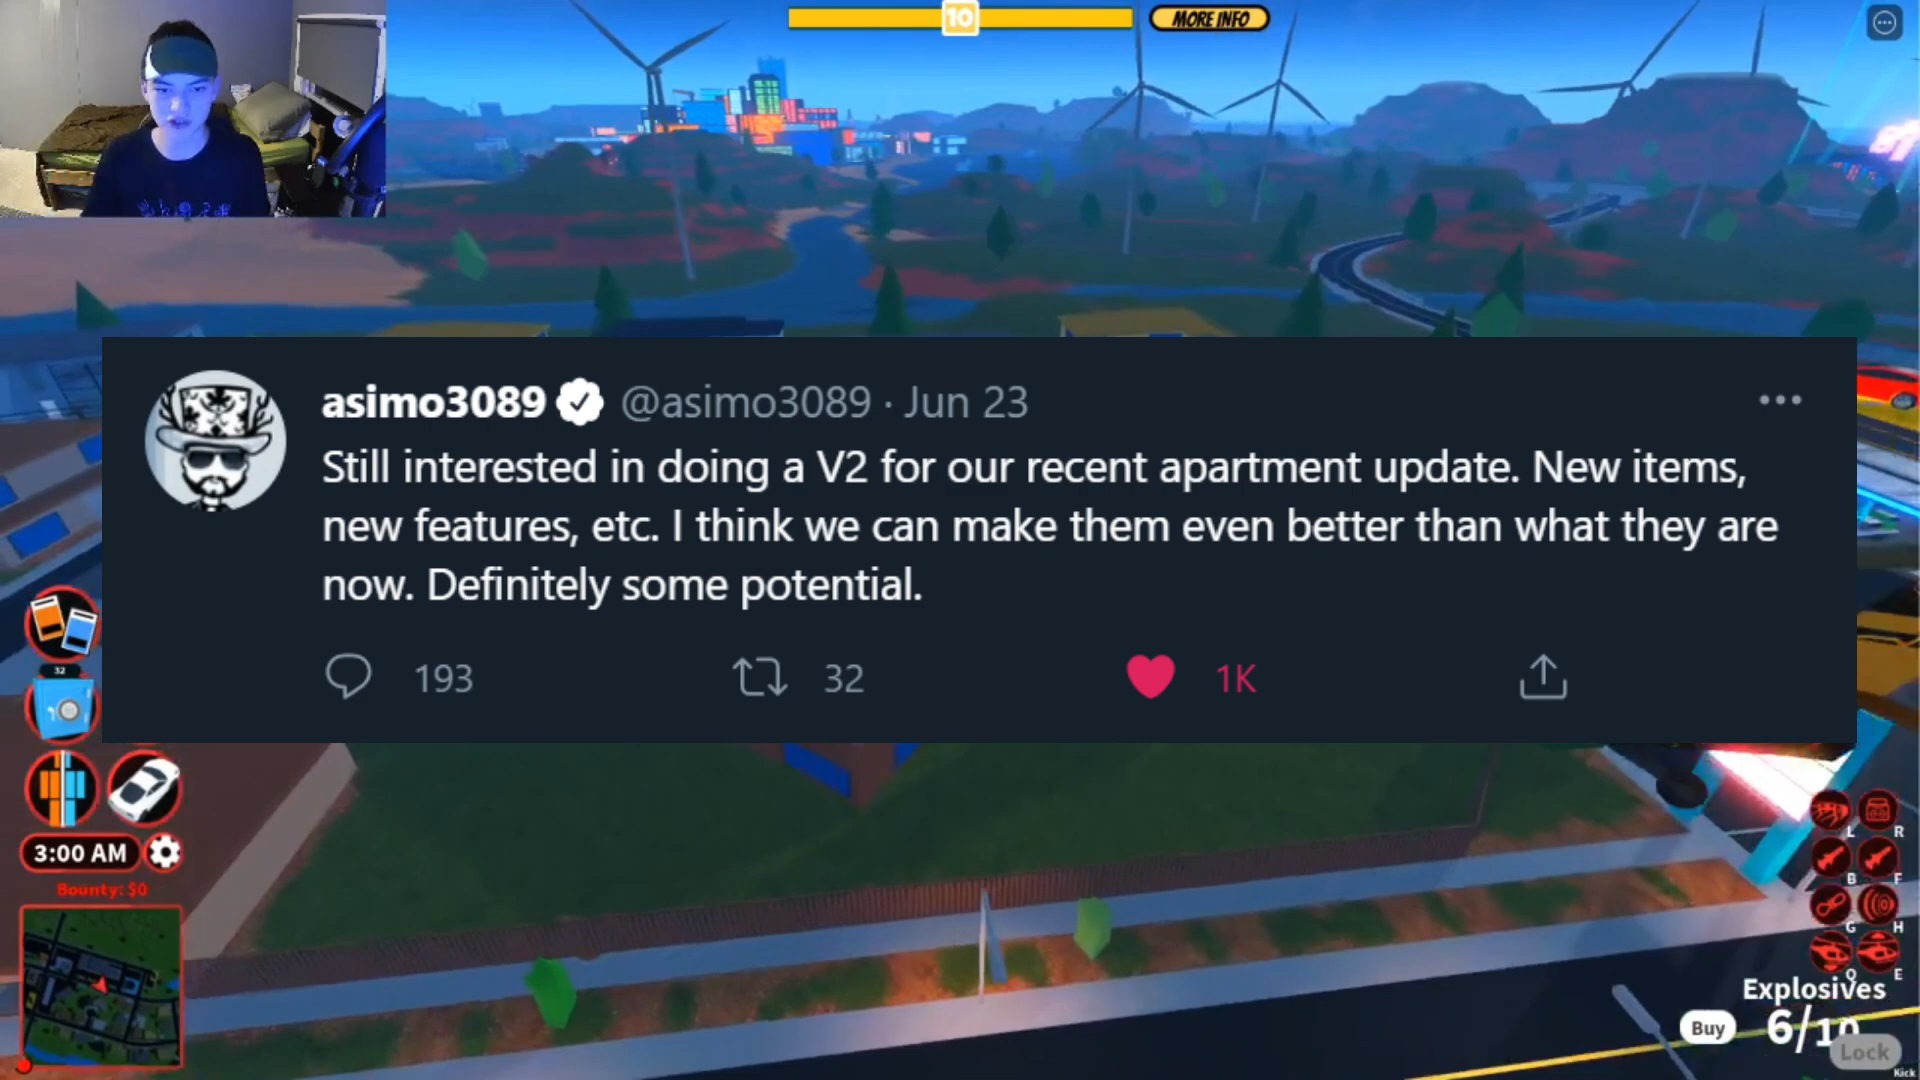 10
MORE INFO
asimo3089 @asimo3089 · Jun 23
Still interested in doing a V2 for our recent apartment update. New items,
new features, etc. I think we can make them even better than what they are
now. Definitely some potential.
193 32 1K
32
3:00 AM
Bounty: $0
L R
B F
G H
Q E
Explosives
Buy 6/10
Lock
Kick